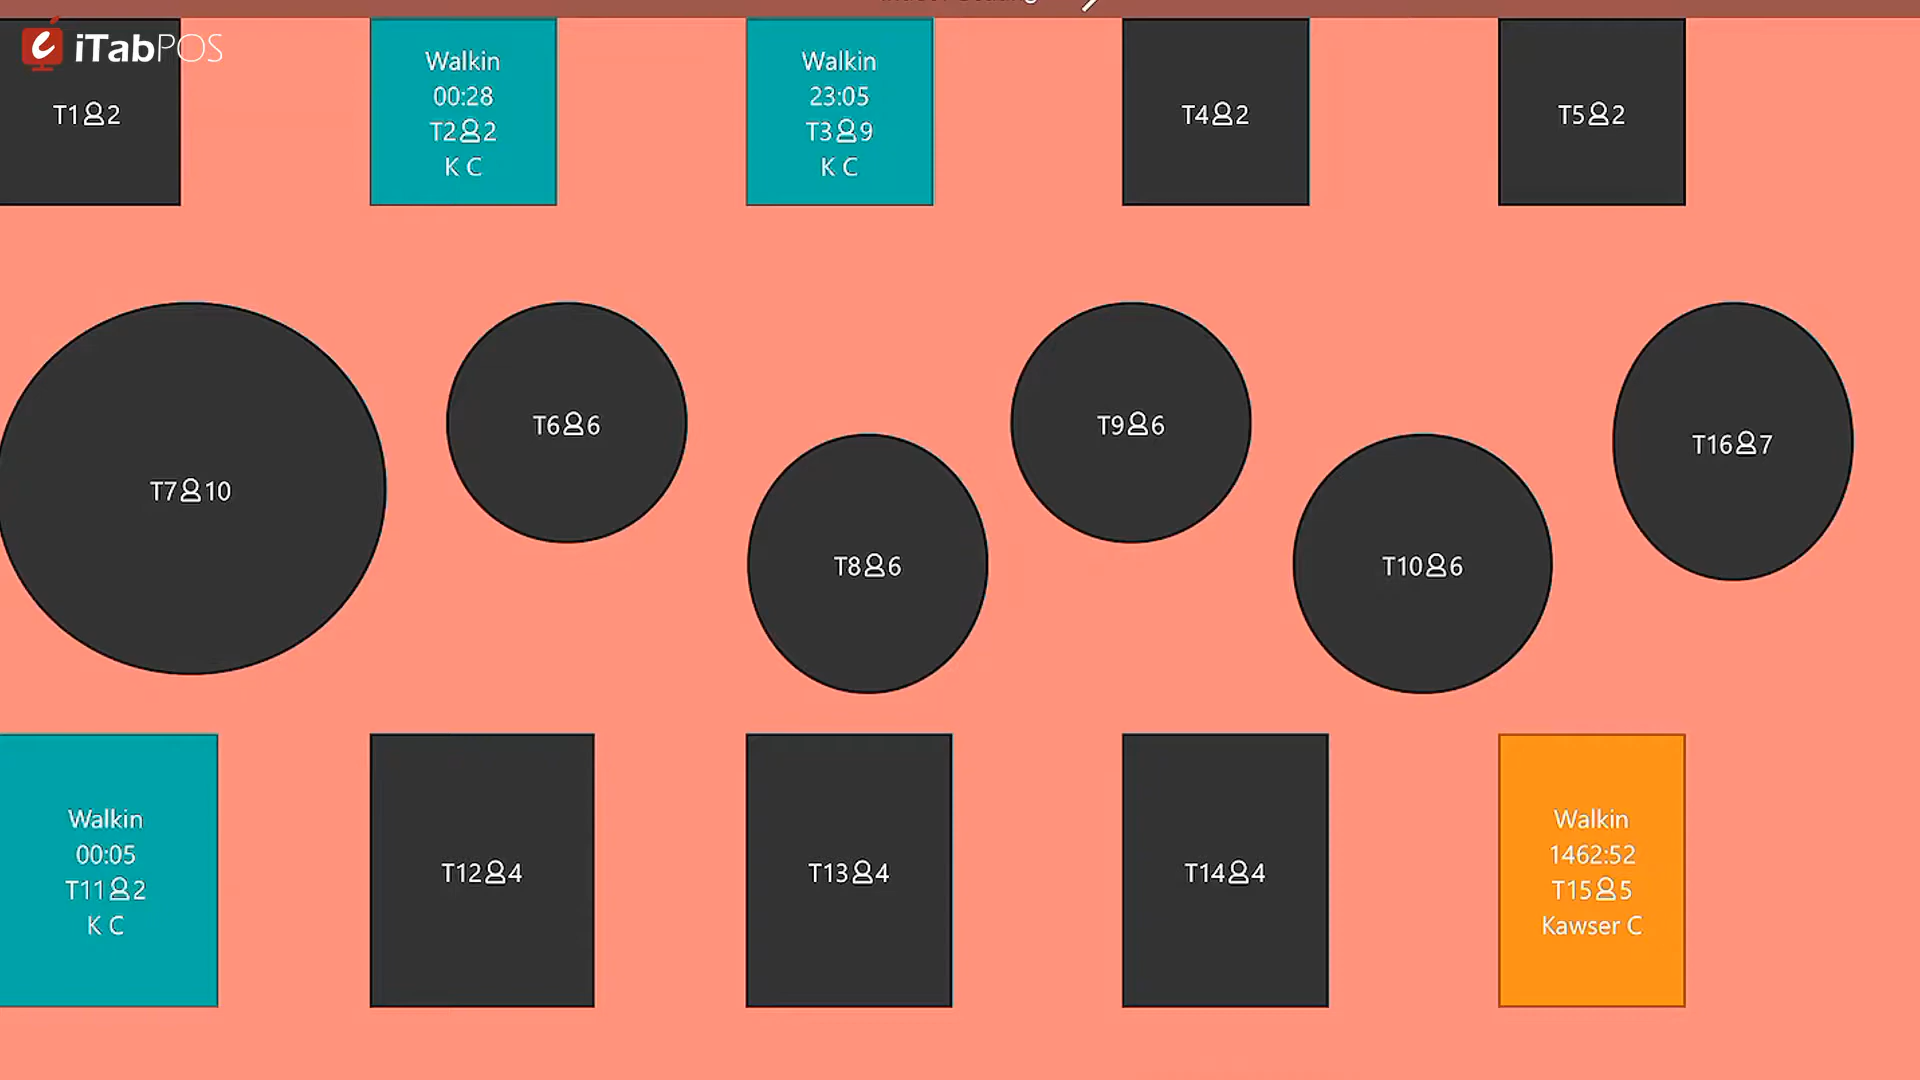 iTabPOS
T1 2
Walkin
00:28
T2 2
K C
Walkin
23:05
T3 9
K C
T4 2
T5 2
T7 10
T6 6
T8 6
T9 6
T10 6
T16 7
Walkin
00:05
T11 2
K C
T12 4
T13 4
T14 4
Walkin
1462:52
T15 5
Kawser C